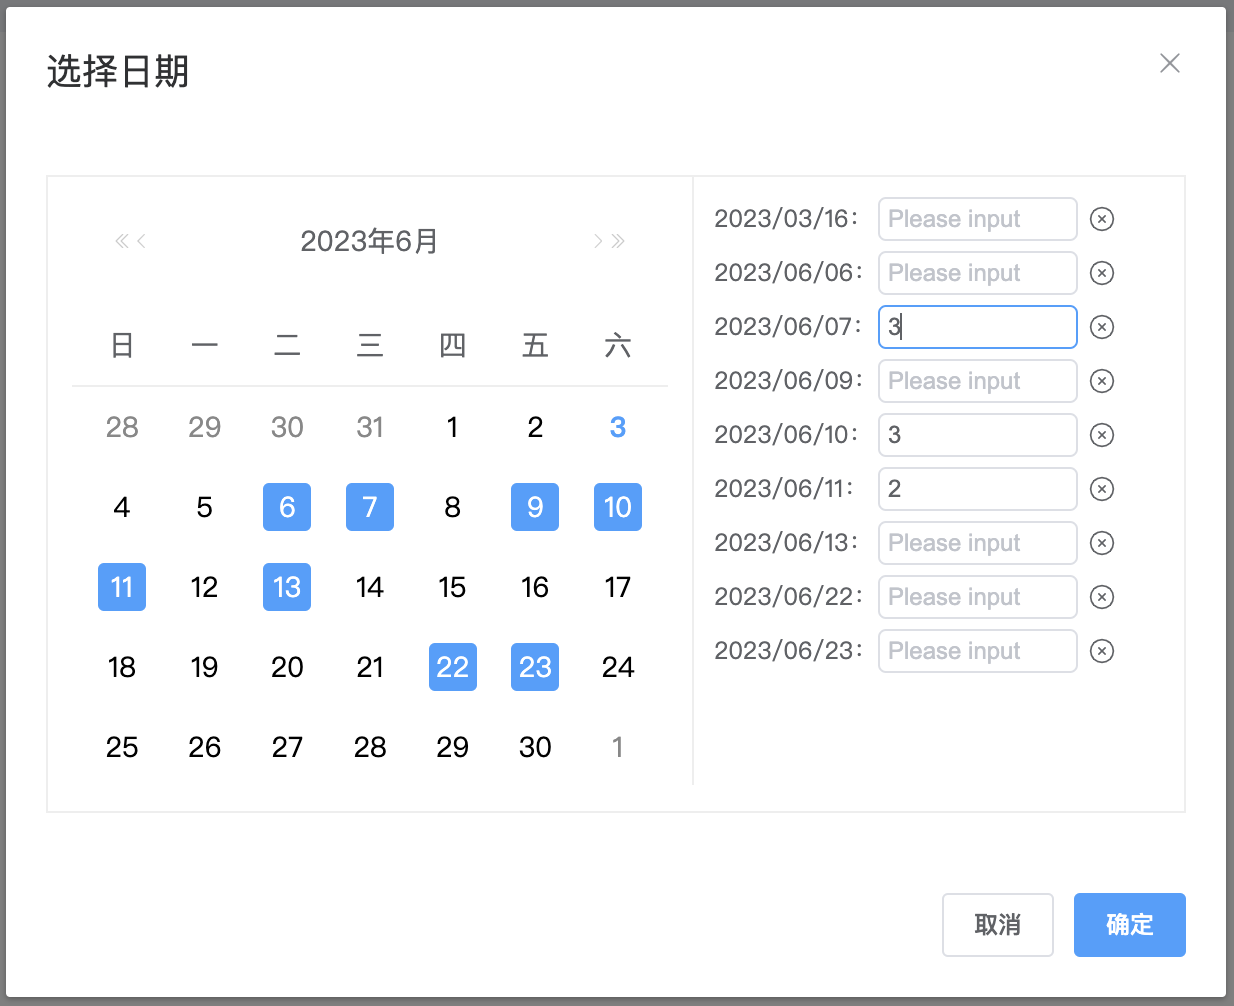 选择日期
2023年6月
日 一 二 三 四 五 六
28 29 30 31 1 2 3
4 5 6 7 8 9 10
11 12 13 14 15 16 17
18 19 20 21 22 23 24
25 26 27 28 29 30 1
2023/03/16: Please input
2023/06/06: Please input
2023/06/07: 3
2023/06/09: Please input
2023/06/10: 3
2023/06/11: 2
2023/06/13: Please input
2023/06/22: Please input
2023/06/23: Please input
取消 确定